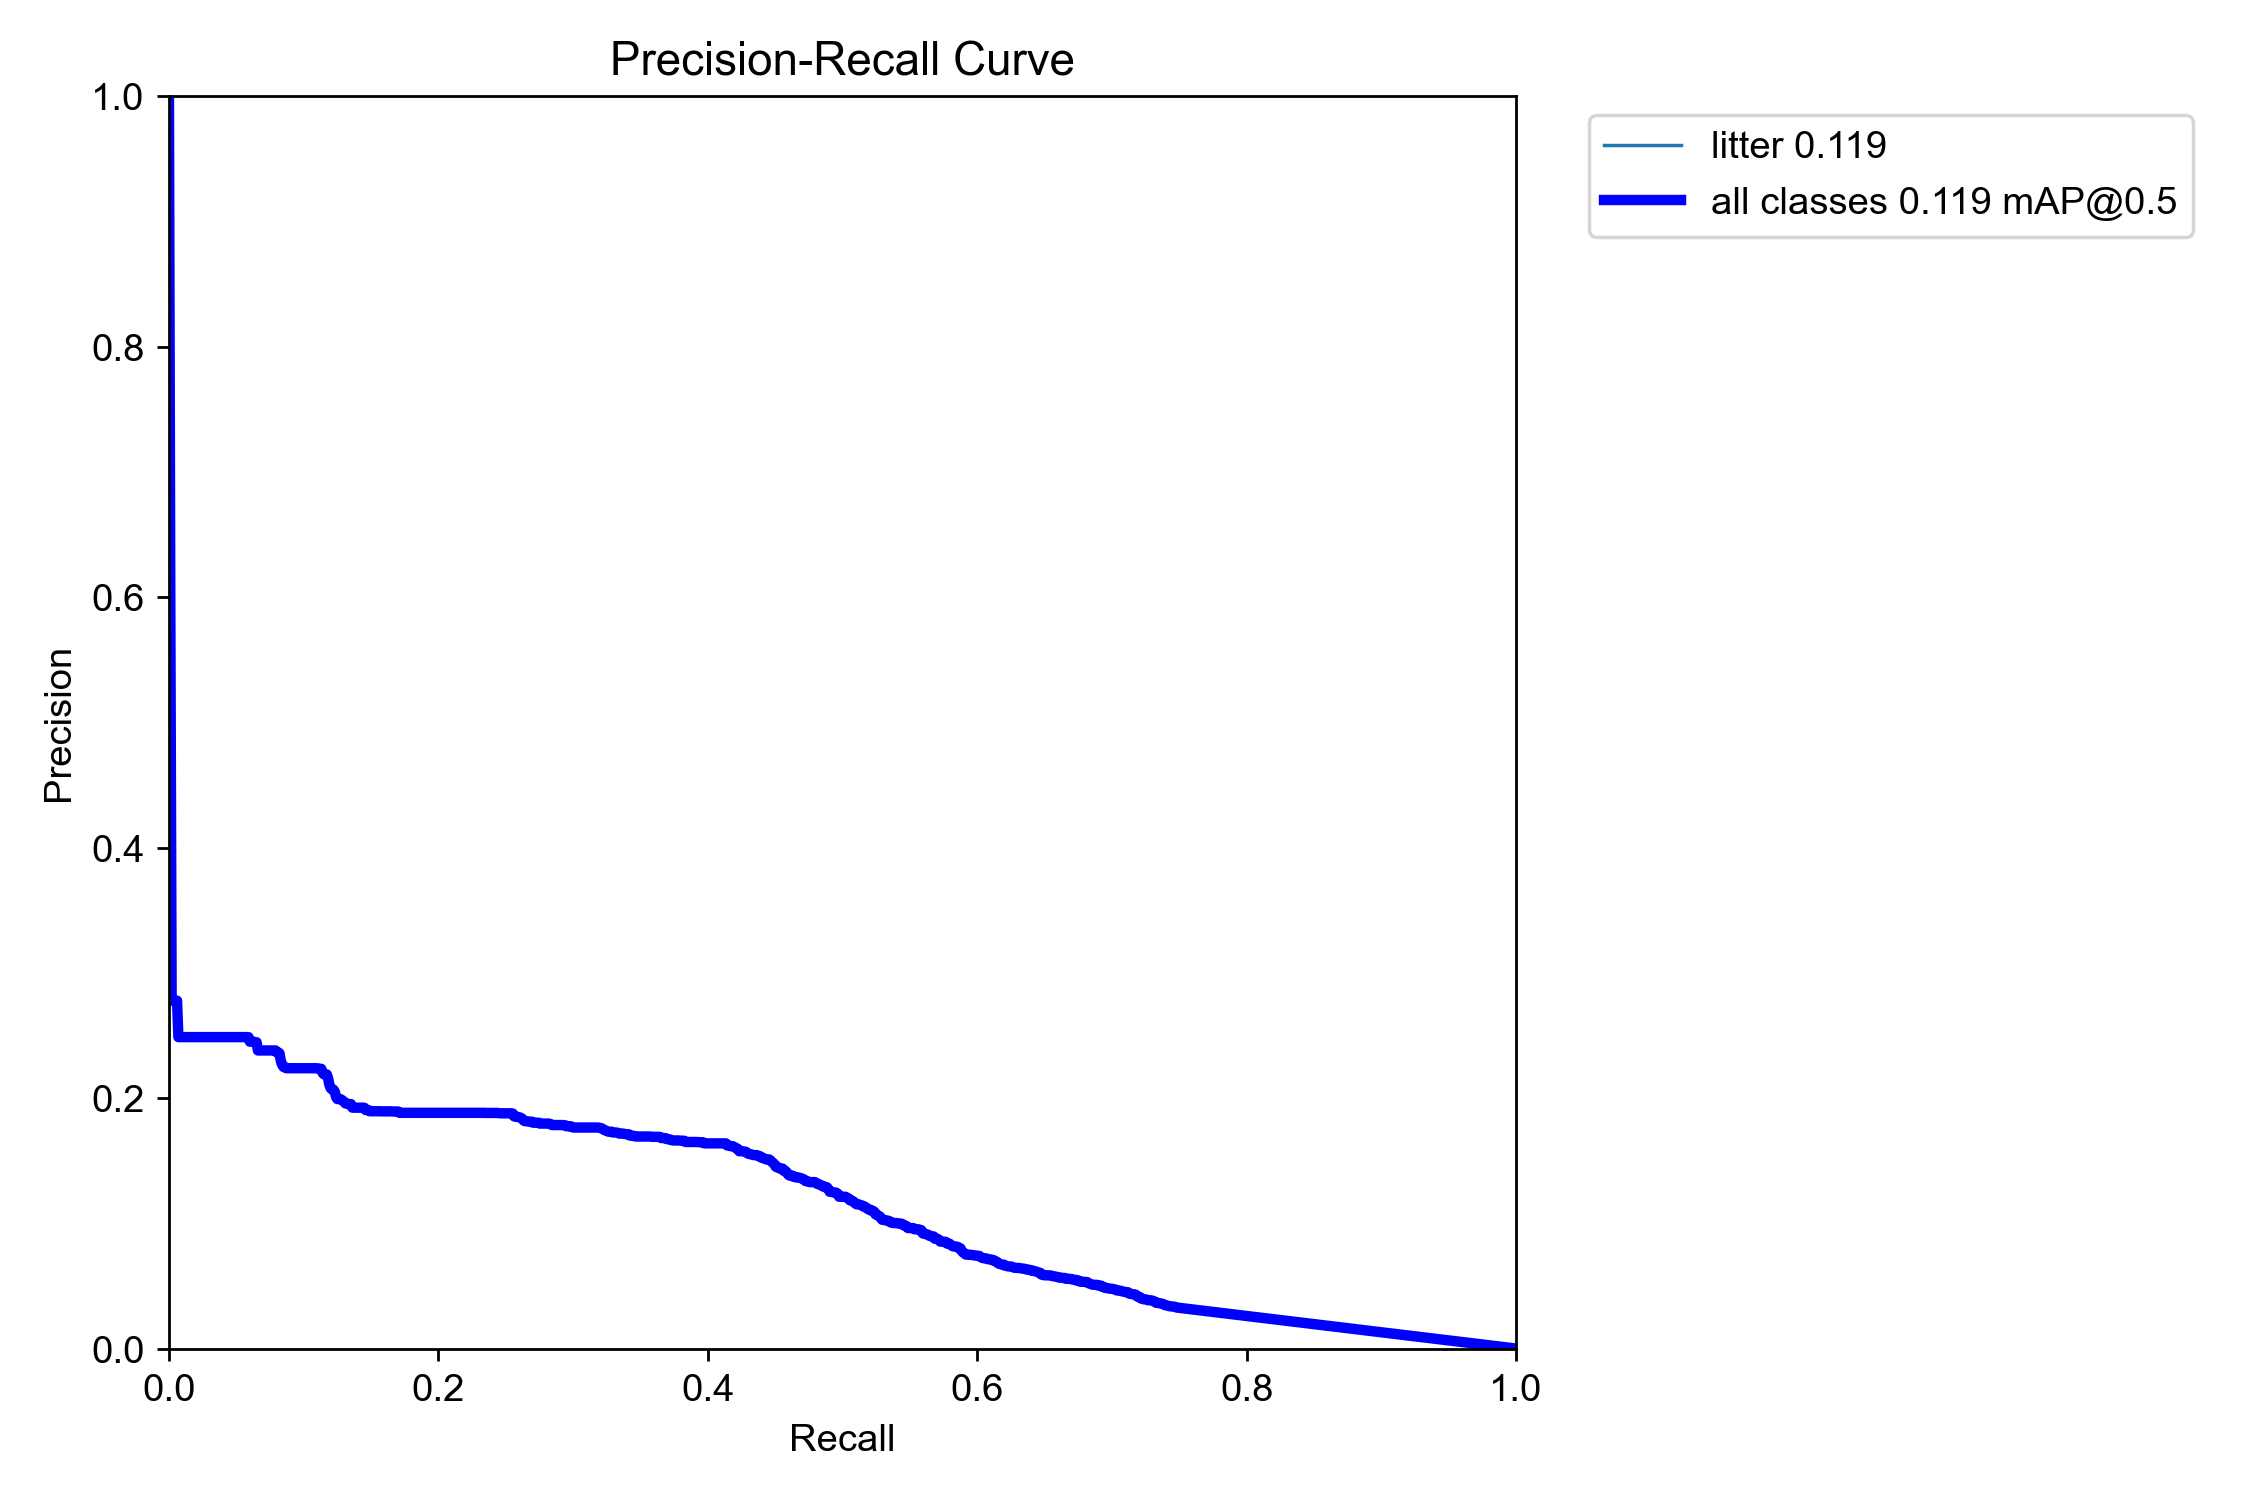 Precision-Recall Curve
1.0
0.8
0.6
0.4
0.2
0.0
Precision
0.0 0.2 0.4 0.6 0.8 1.0
Recall
litter 0.119
all classes 0.119 mAP@0.5